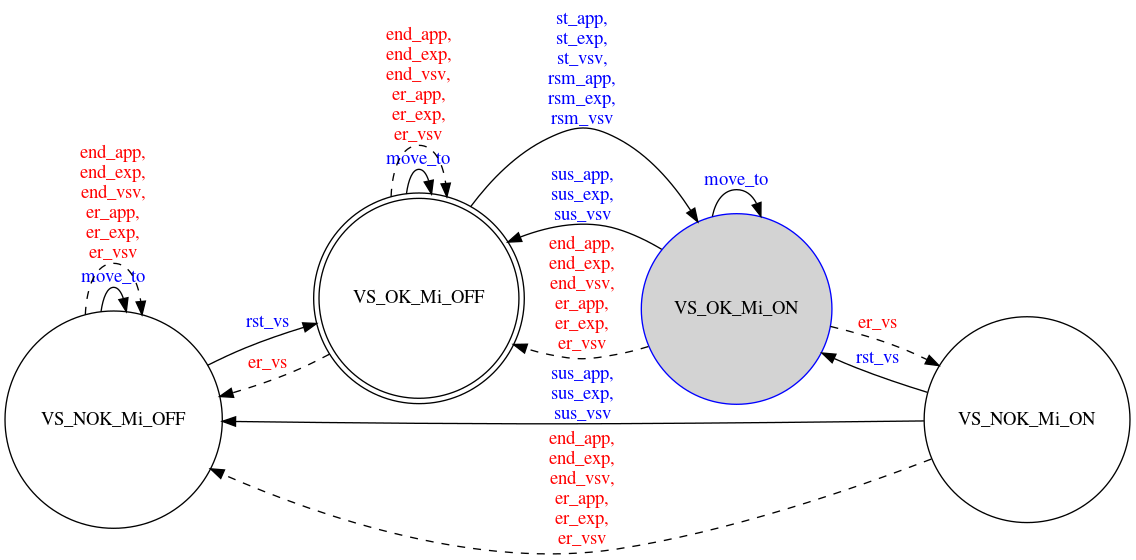 st_app,
st_exp,
st_vsv,
rsm_app,
rsm_exp,
rsm_vsv
end_app,
end_exp,
end_vsv,
er_app,
er_exp,
er_vsv
move_to
end_app,
end_exp,
end_vsv,
er_app,
er_exp,
er_vsv
move_to
sus_app,
sus_exp,
sus_vsv
move_to
end_app,
end_exp,
end_vsv,
er_app,
er_exp,
er_vsv
VS_OK_Mi_OFF
VS_OK_Mi_ON
rst_vs
er_vs
er_vs
rst_vs
sus_app,
sus_exp,
sus_vsv
VS_NOK_Mi_OFF
VS_NOK_Mi_ON
end_app,
end_exp,
end_vsv,
er_app,
er_exp,
er_vsv